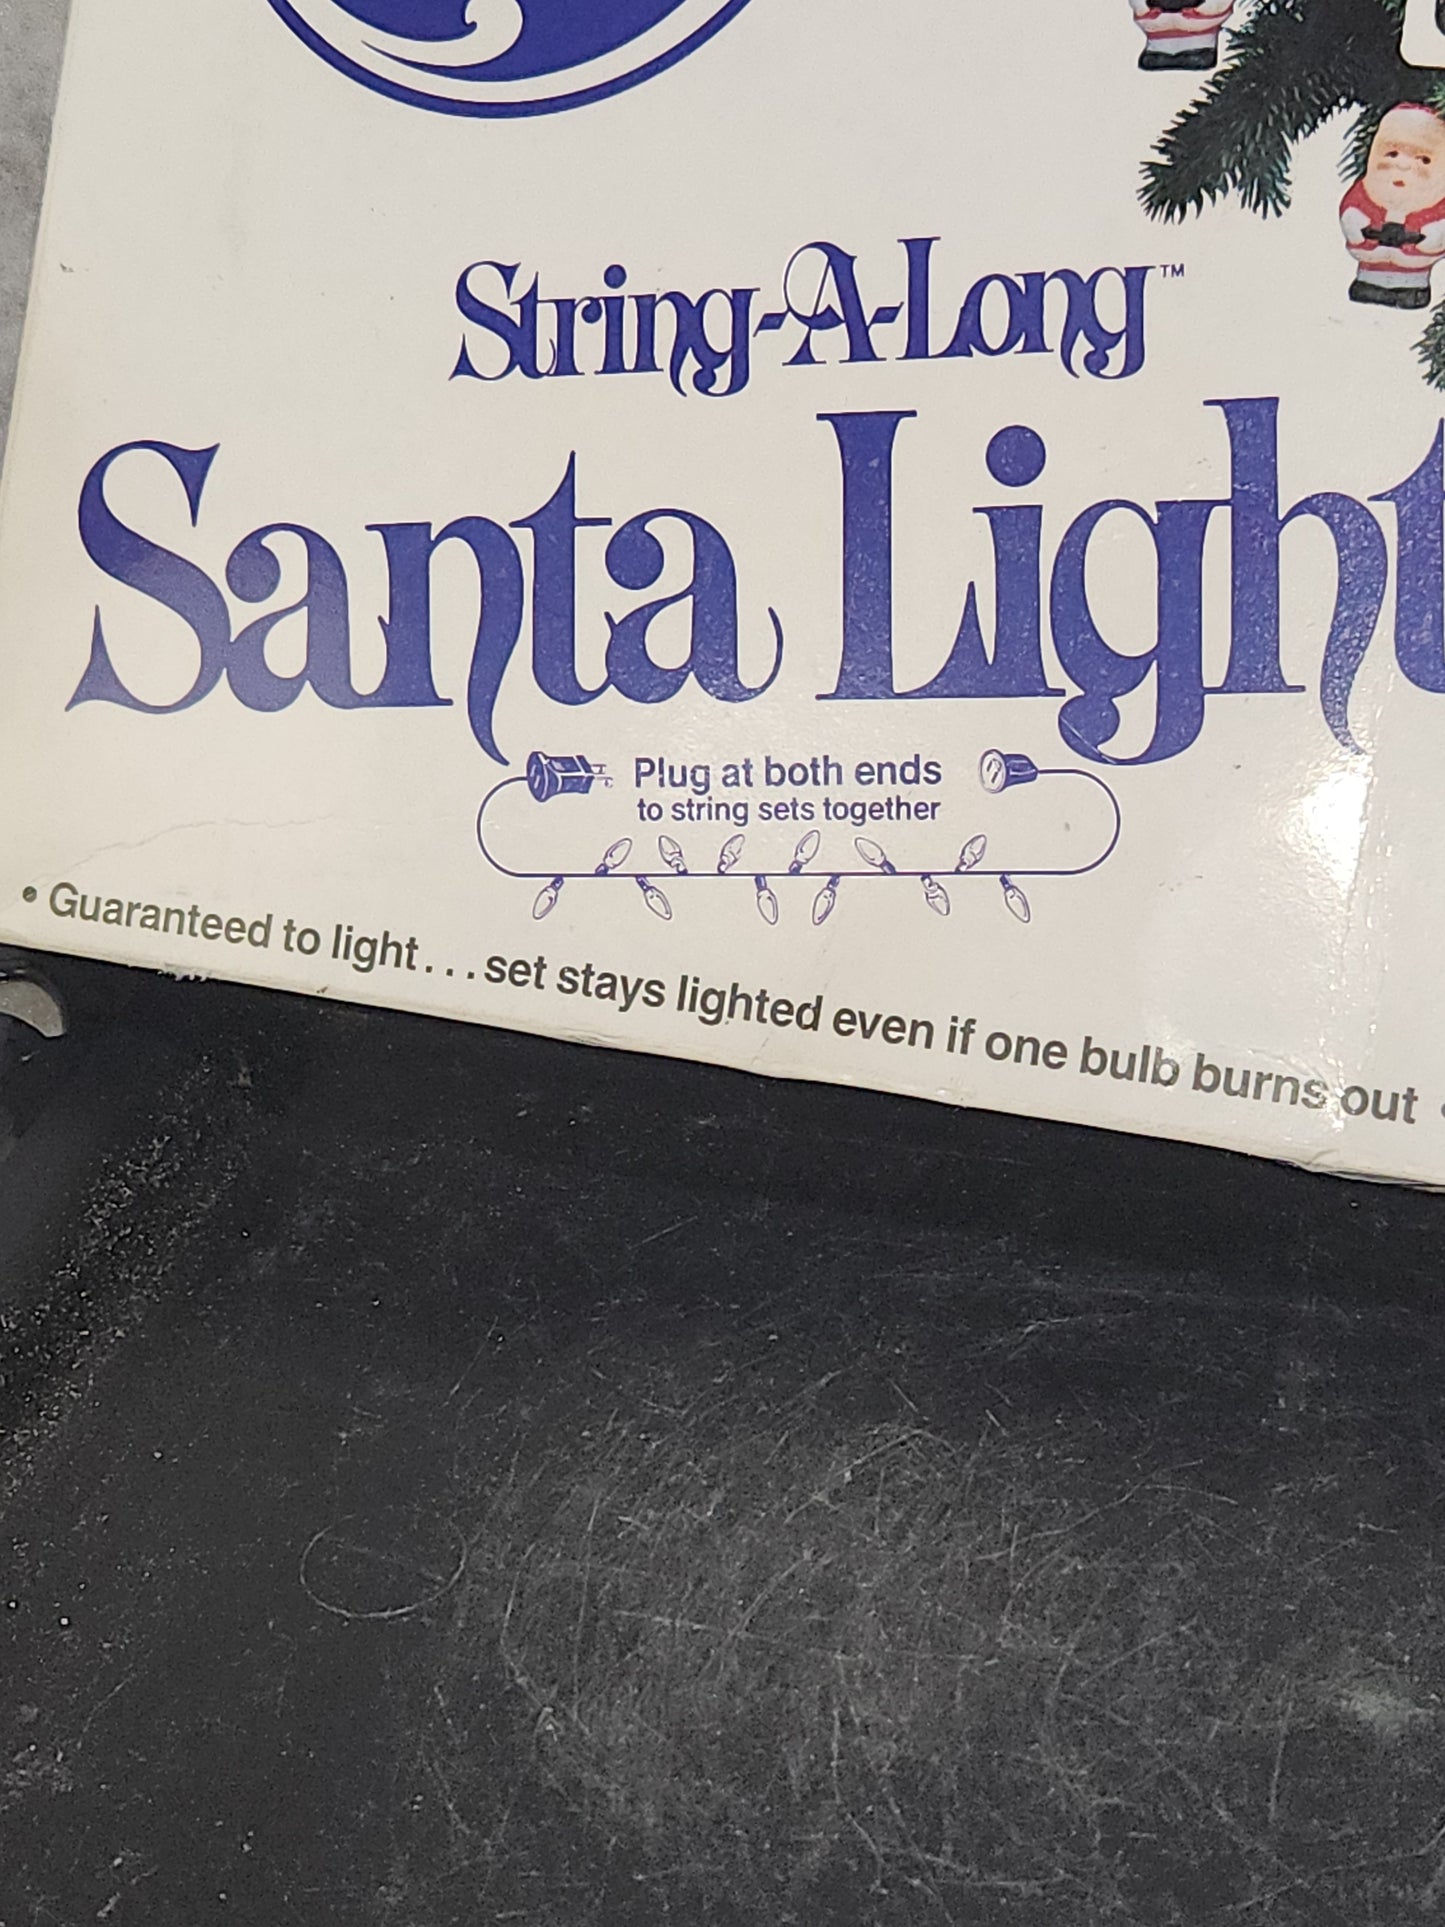 String-A-Long™
Santa Light
Plug at both ends
to string sets together
• Guaranteed to light...set stays lighted even if one bulb burns out •